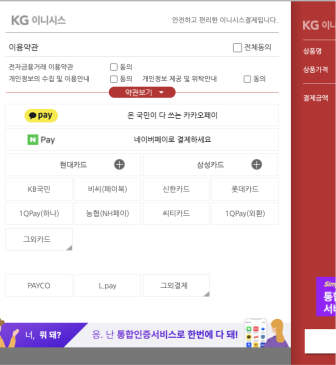 KG 이니시스
안전하고 편리한 이니시스결제입니다.
이용약관
전체동의
전자금융거래 이용약관
동의
개인정보의 수집 및 이용안내
동의
개인정보 제공 및 위탁안내
동의
약관보기
pay
온 국민이 다 쓰는 카카오페이
N Pay
네이버페이로 결제하세요
현대카드
삼성카드
KB국민
비씨(페이북)
신한카드
롯데카드
1QPay(하나)
농협(NH페이)
씨티카드
1QPay(외환)
그외카드
PAYCO
L.pay
그외결제
너, 뭐 돼?
응. 난 통합인증서비스로 한번에 다 돼!
KG 이니
상품명
상품가격
결제금액
통합
서비